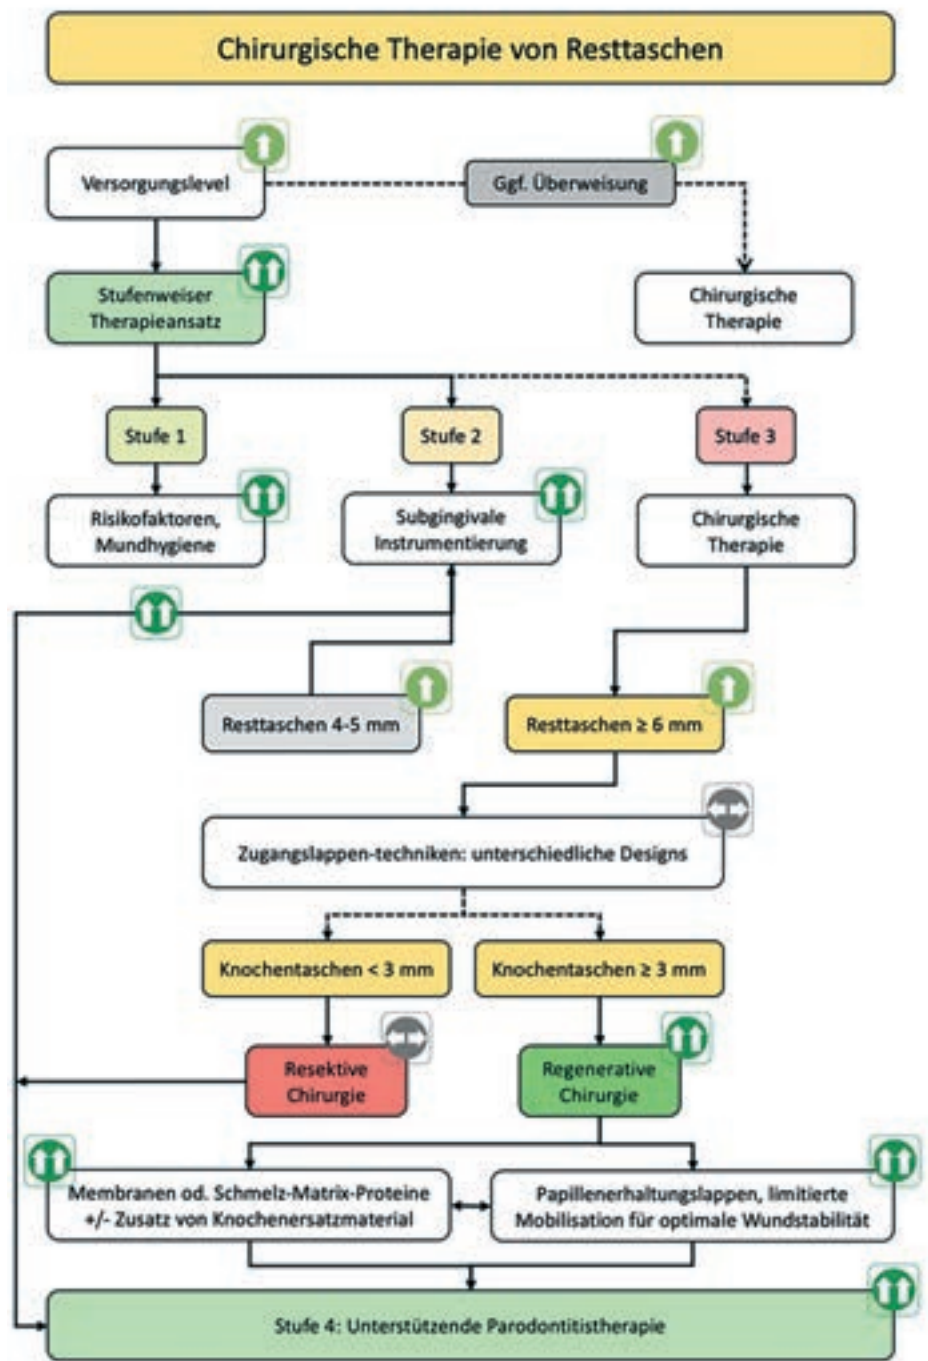 Chirurgische Therapie von Resttaschen
Versorgungslevel
Ggf. Überweisung
Stufenweiser
Therapieansatz
Chirurgische
Therapie
Stufe 1
Stufe 2
Stufe 3
Risikofaktoren,
Mundhygiene
Subgingivale
Instrumentierung
Chirurgische
Therapie
Resttaschen 4-5 mm
Resttaschen ≥ 6 mm
Zugangslappen-techniken: unterschiedliche Designs
Knochentaschen < 3 mm
Knochentaschen ≥ 3 mm
Resektive
Chirurgie
Regenerative
Chirurgie
Membranen od. Schmelz-Matrix-Proteine
+/- Zusatz von Knochenersatzmaterial
Papillenerhaltungslappen, limitierte
Mobilisation für optimale Wundstabilität
Stufe 4: Unterstützende Parodontitistherapie